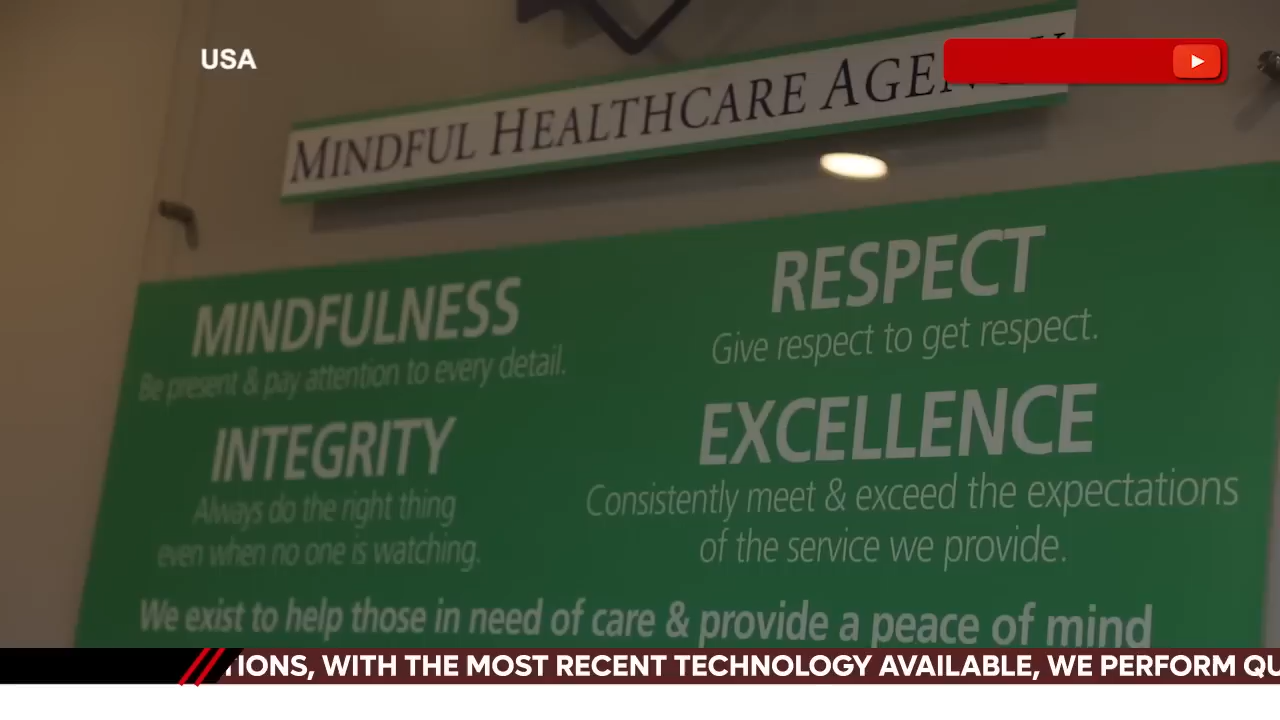 USA
MINDFUL HEALTHCARE
MINDFULNESS
Be present & pay attention to every detail.
RESPECT
Give respect to get respect.
INTEGRITY
Always do the right thing
even when no one is watching.
EXCELLENCE
Consistently meet & exceed the expectations
of the service we provide.
We exist to help those in need of care & provide a peace of mind
TIONS, WITH THE MOST RECENT TECHNOLOGY AVAILABLE, WE PERFORM QU